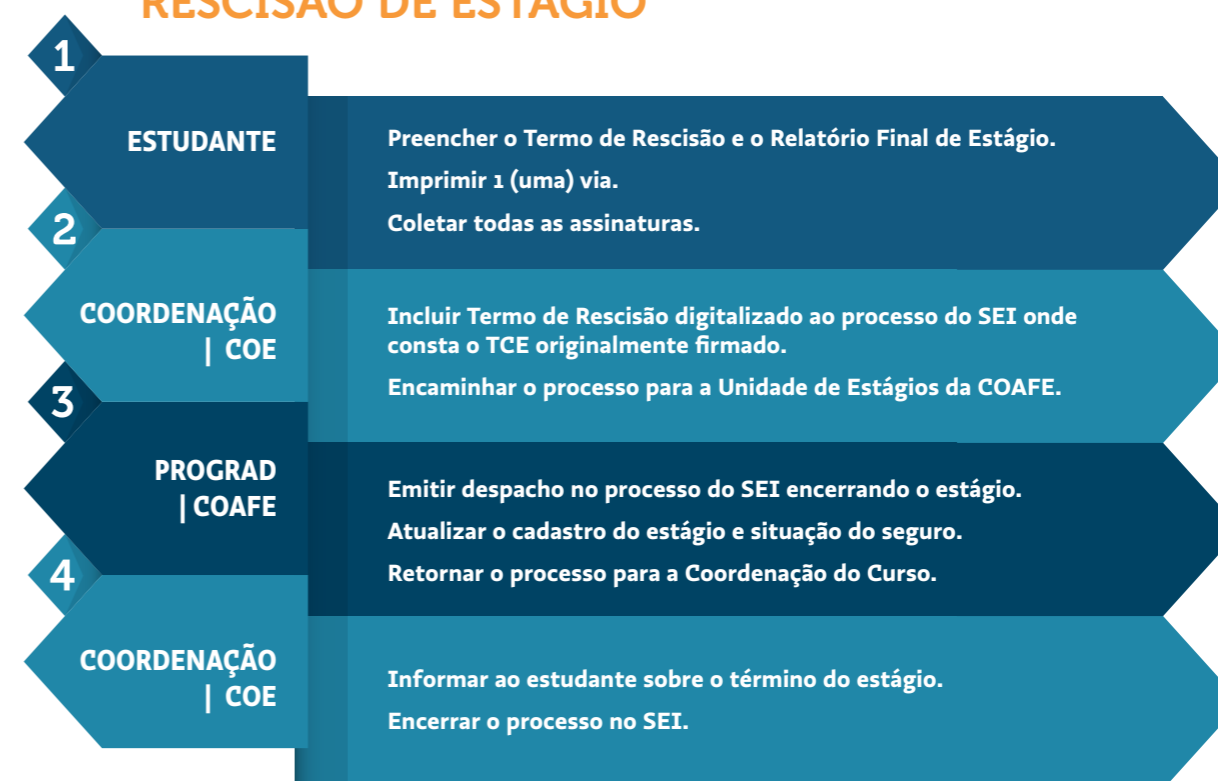 RESCISÃO DE ESTÁGIO
1
ESTUDANTE
Preencher o Termo de Rescisão e o Relatório Final de Estágio.
Imprimir 1 (uma) via.
Coletar todas as assinaturas.
2
COORDENAÇÃO
| COE
Incluir Termo de Rescisão digitalizado ao processo do SEI onde
consta o TCE originalmente firmado.
Encaminhar o processo para a Unidade de Estágios da COAFE.
3
PROGRAD
| COAFE
Emitir despacho no processo do SEI encerrando o estágio.
Atualizar o cadastro do estágio e situação do seguro.
Retornar o processo para a Coordenação do Curso.
4
COORDENAÇÃO
| COE
Informar ao estudante sobre o término do estágio.
Encerrar o processo no SEI.